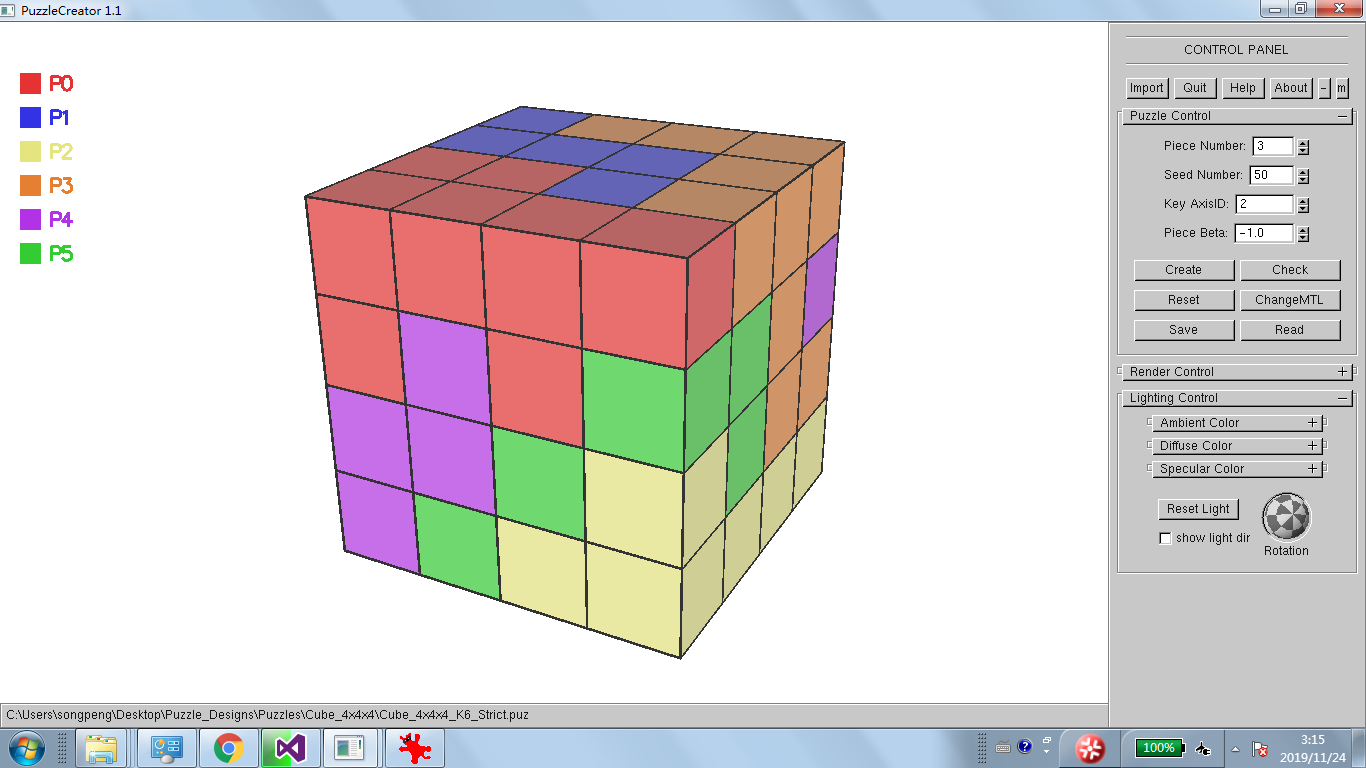 PuzzleCreator 1.1
P0
P1
P2
P3
P4
P5
CONTROL PANEL
Import Quit Help About - m
Puzzle Control
Piece Number: 3
Seed Number: 50
Key AxisID: 2
Piece Beta: -1.0
Create Check
Reset ChangeMTL
Save Read
Render Control
Lighting Control
Ambient Color
Diffuse Color
Specular Color
Reset Light
show light dir
Rotation
C:\Users\songpeng\Desktop\Puzzle_Designs\Puzzles\Cube_4x4x4\Cube_4x4x4_K6_Strict.puz
100%
3:15
2019/11/24